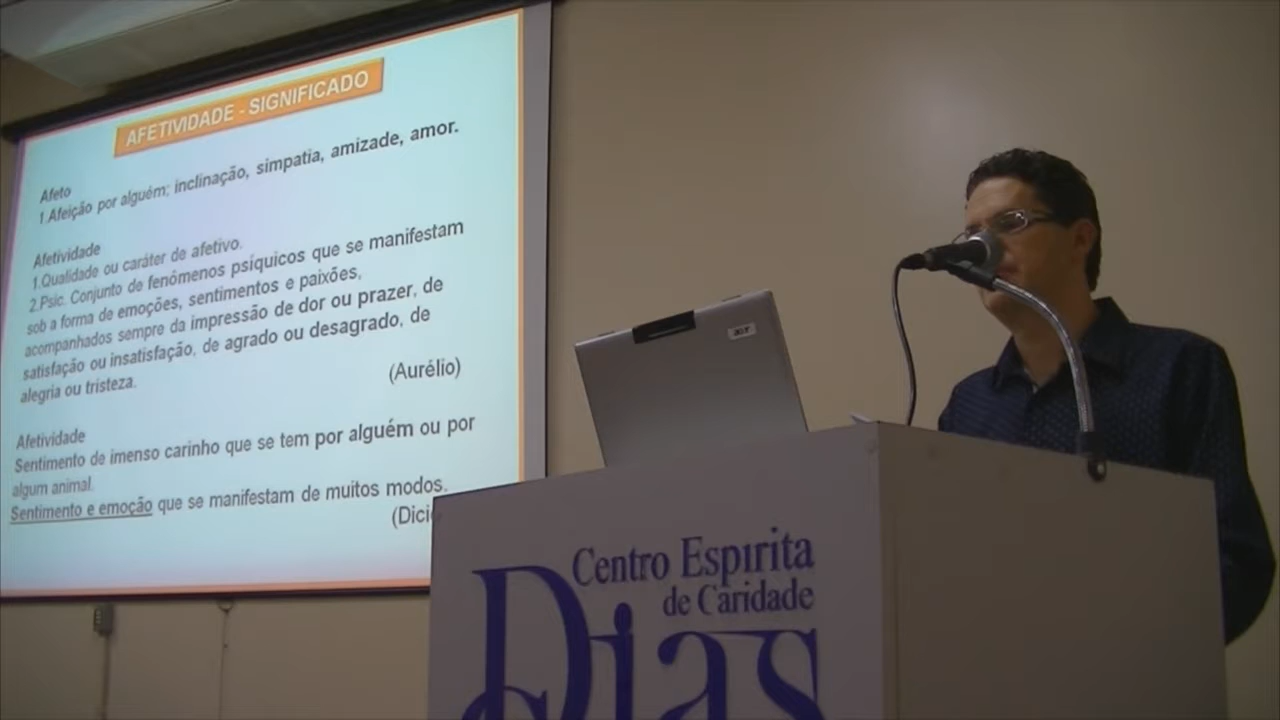 AFETIVIDADE - SIGNIFICADO
Afeto
1.Afeição por alguém; inclinação, simpatia, amizade, amor.
Afetividade
1.Qualidade ou caráter de afetivo.
2.Psic. Conjunto de fenômenos psíquicos que se manifestam
sob a forma de emoções, sentimentos e paixões,
acompanhados sempre da impressão de dor ou prazer, de
satisfação ou insatisfação, de agrado ou desagrado, de
alegria ou tristeza.
(Aurélio)
Afetividade
Sentimento de imenso carinho que se tem por alguém ou por
algum animal.
Sentimento e emoção que se manifestam de muitos modos.
acer
Centro Espírita
de Caridade
Dias